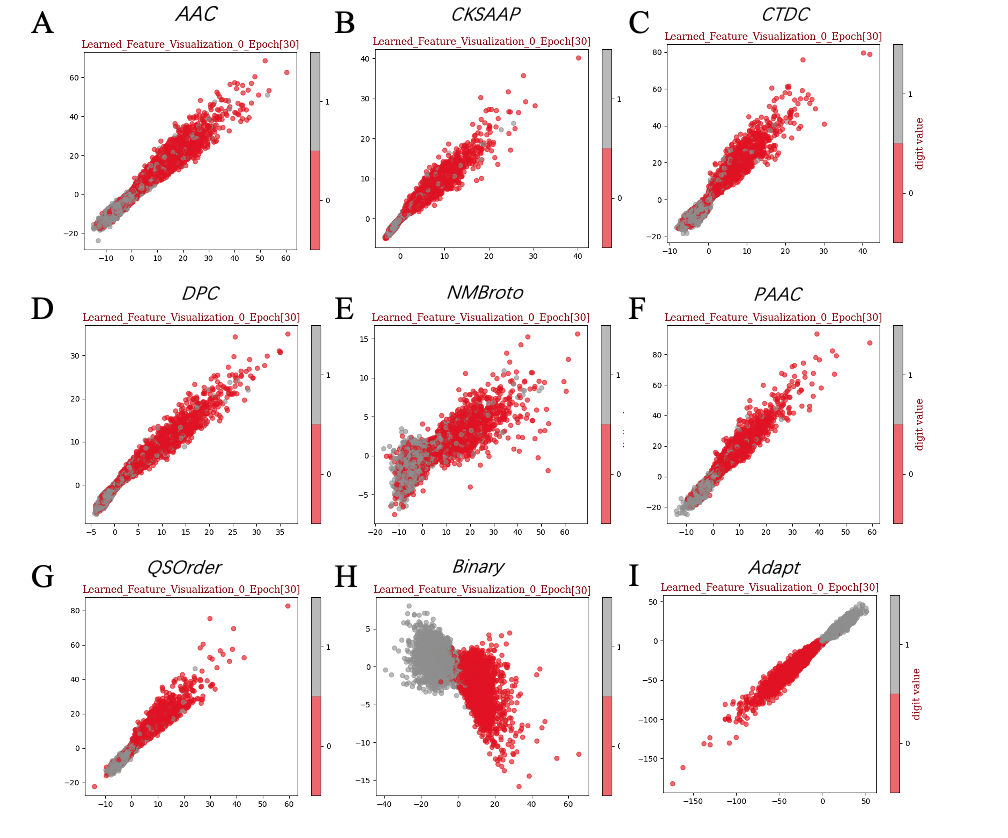 A AAC
Learned_Feature_Visualization_0_Epoch[30]
60
40
20
0
−20
−10 0 10 20 30 40 50 60
1
0
B CKSAAP
Learned_Feature_Visualization_0_Epoch[30]
40
30
20
10
0
0 10 20 30 40
1
0
C CTDC
Learned_Feature_Visualization_0_Epoch[30]
80
60
40
20
0
−20
−10 0 10 20 30 40
1
0
digit value
D DPC
Learned_Feature_Visualization_0_Epoch[30]
30
20
10
0
−5 0 5 10 15 20 25 30 35
1
0
E NMBroto
Learned_Feature_Visualization_0_Epoch[30]
15
10
5
0
−5
−20 −10 0 10 20 30 40 50 60
1
0
F PAAC
Learned_Feature_Visualization_0_Epoch[30]
80
60
40
20
0
−20
−10 0 10 20 30 40 50 60
1
0
digit value
G QSOrder
Learned_Feature_Visualization_0_Epoch[30]
80
60
40
20
0
−20
−10 0 10 20 30 40 50 60
1
0
H Binary
Learned_Feature_Visualization_0_Epoch[30]
5
0
−5
−10
−15
−40 −20 0 20 40 60
1
I Adapt
Learned_Feature_Visualization_0_Epoch[30]
50
0
−50
−100
−150
−150 −100 −50 0 50
1
0
digit value